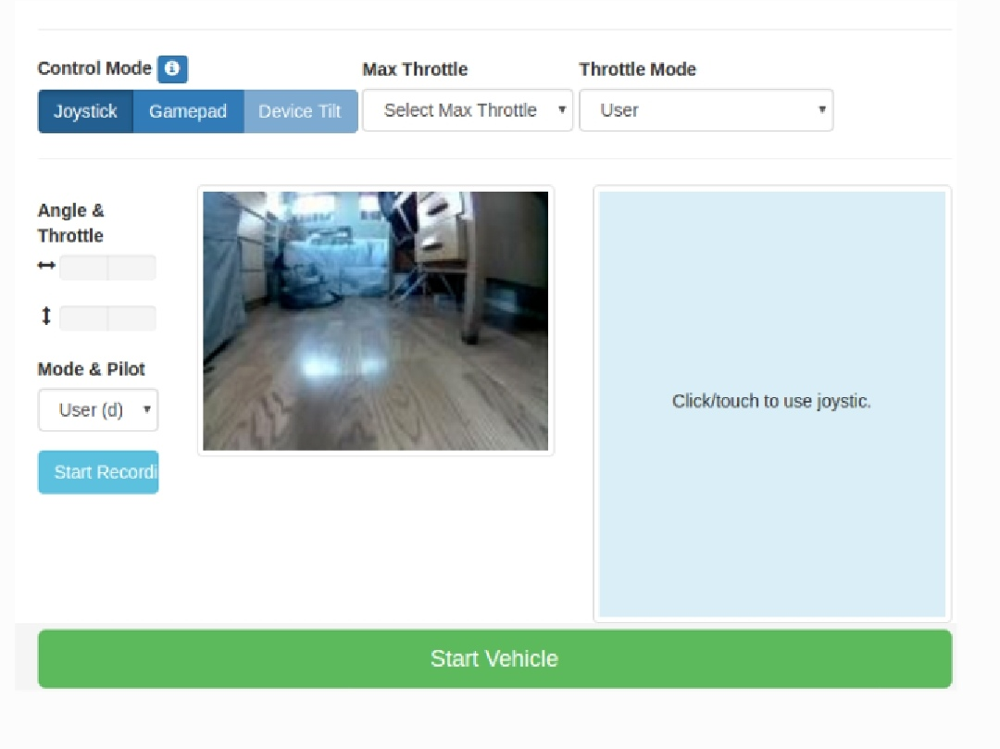 Control Mode
Max Throttle
Throttle Mode
Joystick
Gamepad
Device Tilt
Select Max Throttle
User
Angle &
Throttle
Mode & Pilot
User (d)
Start Recordi
Click/touch to use joystic.
Start Vehicle